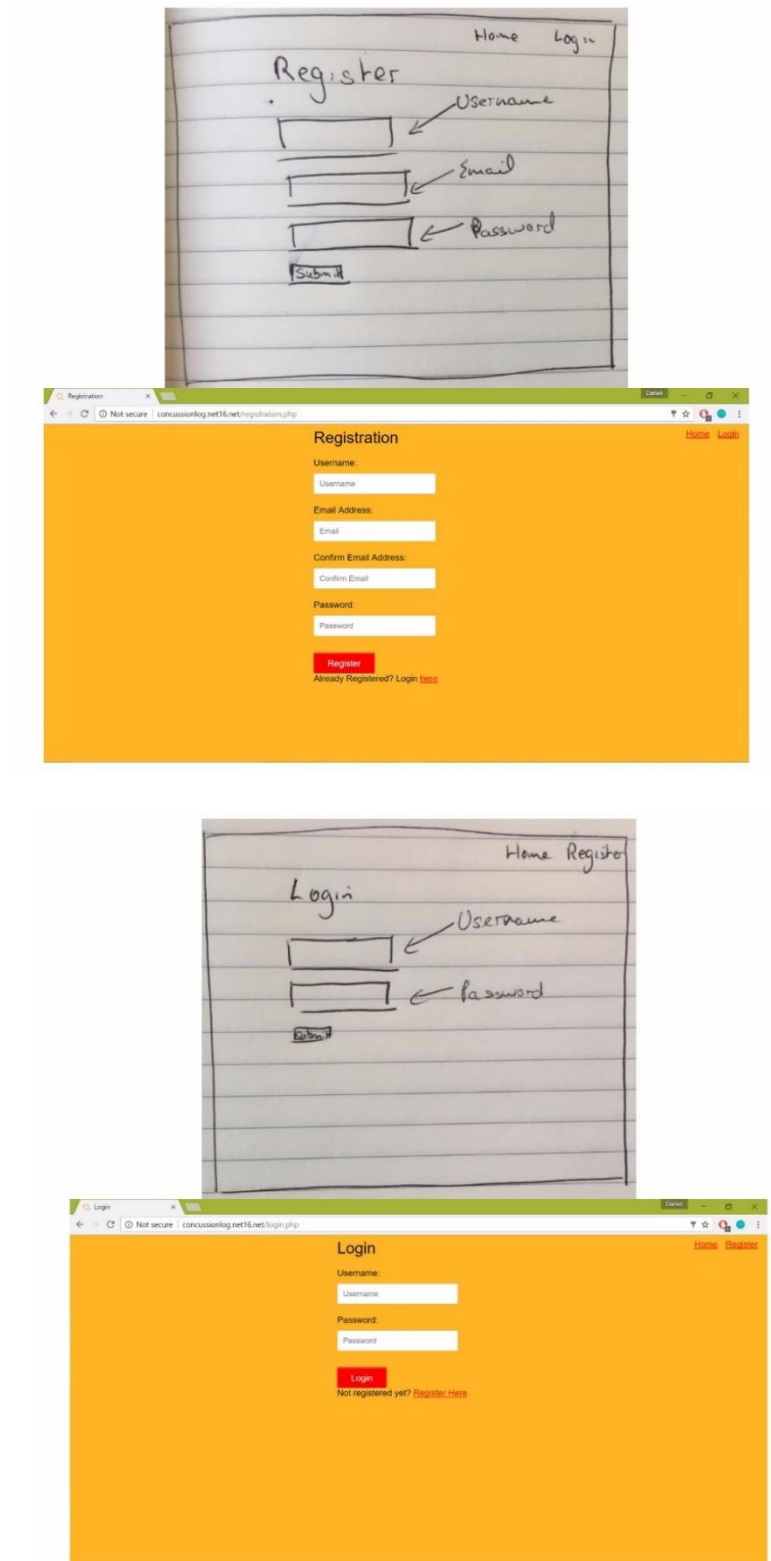 Home Login
Register
Username
Email
Password
Submit
Registration
Daniel
Not secure | concussionlog.net16.net/registration.php
Registration
Home Login
Username:
Username
Email Address:
Email
Confirm Email Address:
Confirm Email
Password:
Password
Register
Already Registered? Login here
Home Register
Login
Username
Password
Submit
Login
Daniel
Not secure | concussionlog.net16.net/login.php
Login
Home Register
Username:
Username
Password:
Password
Login
Not registered yet? Register Here